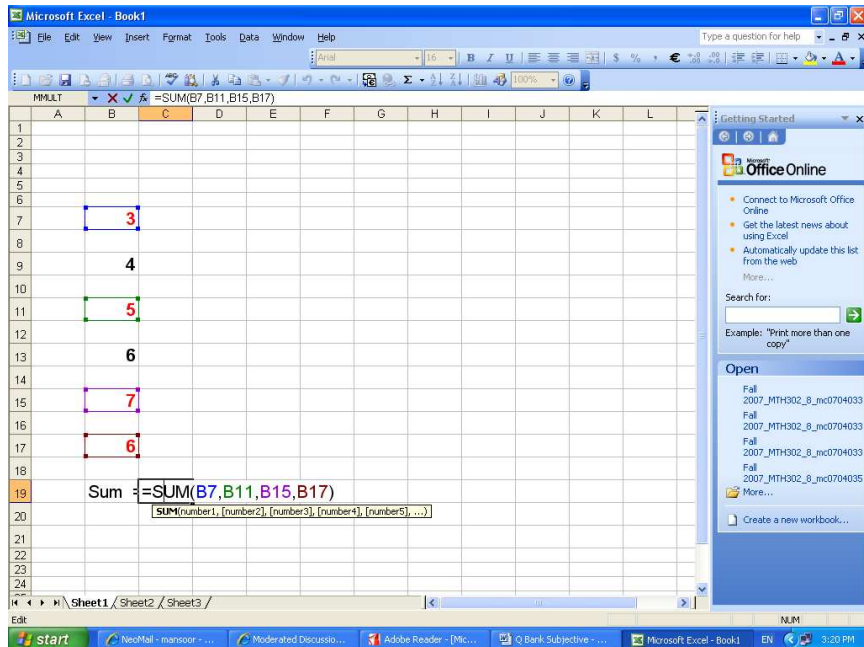 Microsoft Excel - Book1
File Edit View Insert Format Tools Data Window Help
Type a question for help
Arial 16 B I U $ % , €
Σ 100%
MMULT =SUM(B7,B11,B15,B17)
A B C D E F G H I J K L
1
2
3
4
5
6
7 3
8
9 4
10
11 5
12
13 6
14
15 7
16
17 6
18
19 Sum = =SUM(B7,B11,B15,B17)
SUM(number1, [number2], [number3], [number4], [number5], ...)
20
21
22
23
24
Getting Started
Microsoft
Office Online
Connect to Microsoft Office
Online
Get the latest news about
using Excel
Automatically update this list
from the web
More...
Search for:
Example: "Print more than one
copy"
Open
Fall
2007_MTH302_8_mc0704033
Fall
2007_MTH302_8_mc0704033
Fall
2007_MTH302_8_mc0704033
Fall
2007_MTH302_8_mc0704035
More...
Create a new workbook...
Sheet1 Sheet2 Sheet3
Edit NUM
start NeoMail - mansoor - ... Moderated Discussio... Adobe Reader - [Mic... Q Bank Subjective - ... Microsoft Excel - Book1 EN 3:20 PM